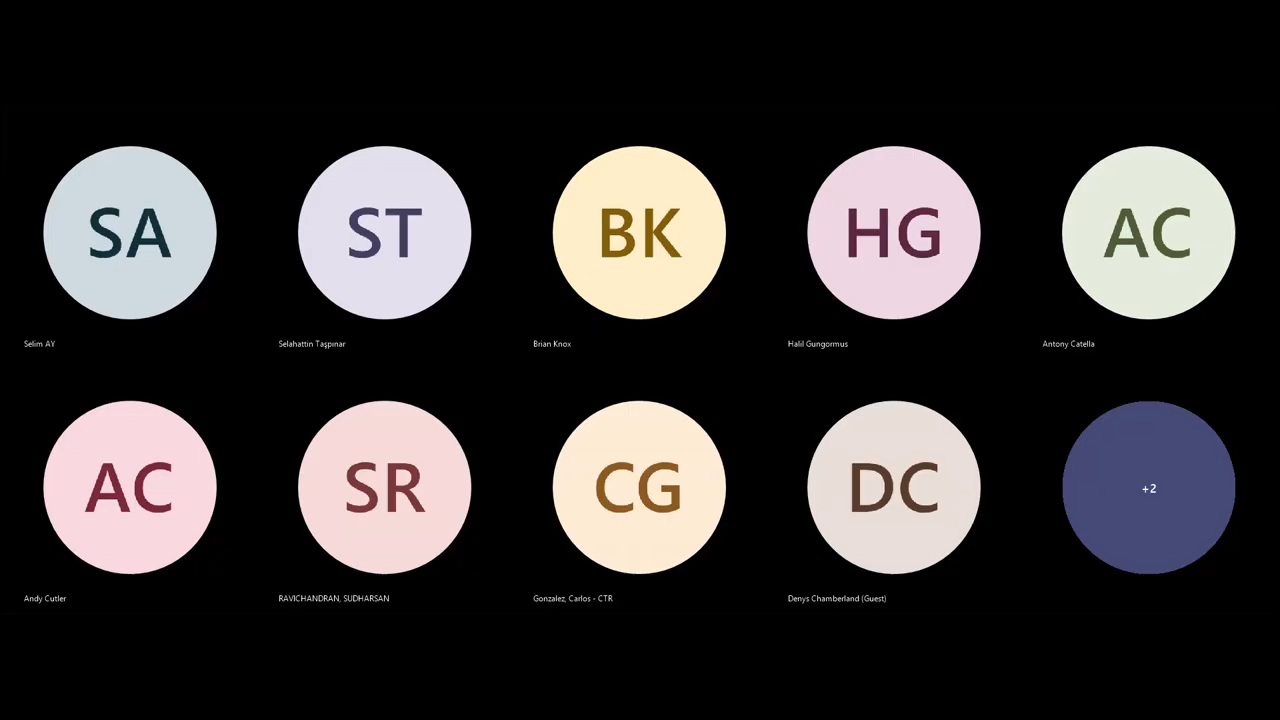 SA
ST
BK
HG
AC
Selim AY
Selahattin Taşpınar
Brian Knox
Halil Gungormus
Antony Catella
AC
SR
CG
DC
+2
Andy Cutler
RAVICHANDRAN, SUDHARSAN
Gonzalez, Carlos - CTR
Denys Chamberland (Guest)